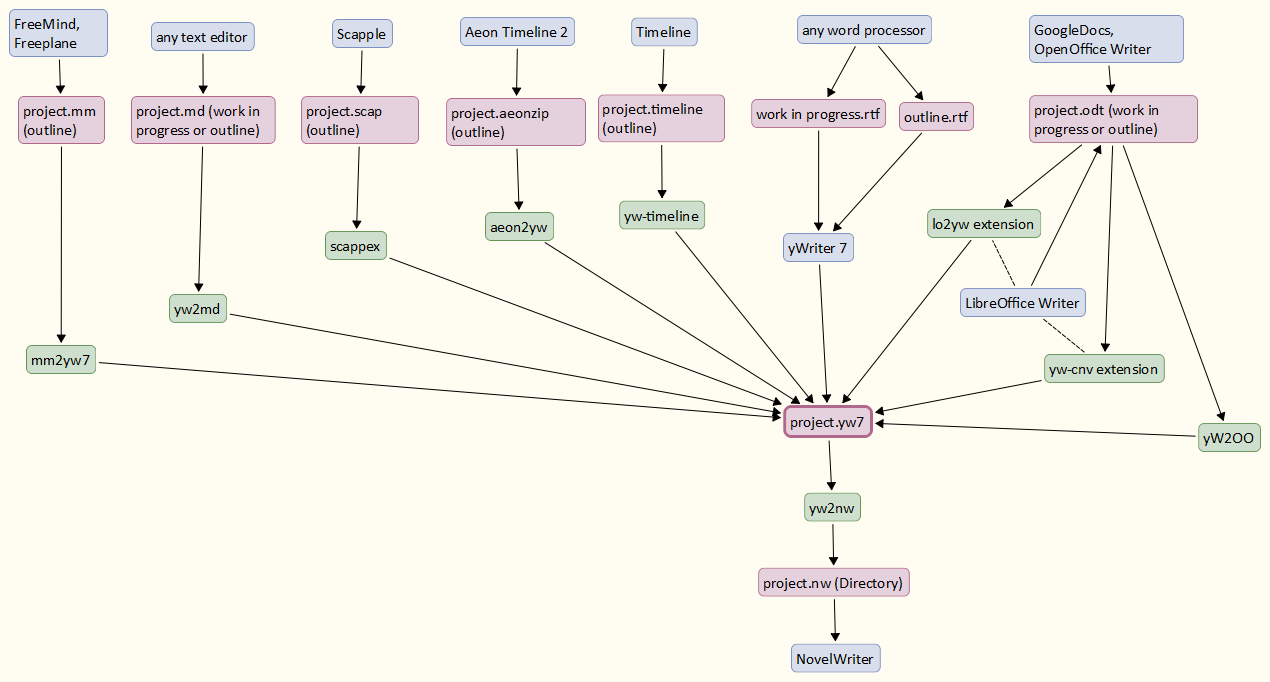 FreeMind,
Freeplane
any text editor
Scapple
Aeon Timeline 2
Timeline
any word processor
GoogleDocs,
OpenOffice Writer
project.mm
(outline)
project.md (work in
progress or outline)
project.scap
(outline)
project.aeonzip
(outline)
project.timeline
(outline)
work in progress.rtf
outline.rtf
project.odt (work in
progress or outline)
scappex
aeon2yw
yw-timeline
yWriter 7
lo2yw extension
LibreOffice Writer
yw2md
mm2yw7
yw-cnv extension
project.yw7
yW2OO
yw2nw
project.nw (Directory)
NovelWriter